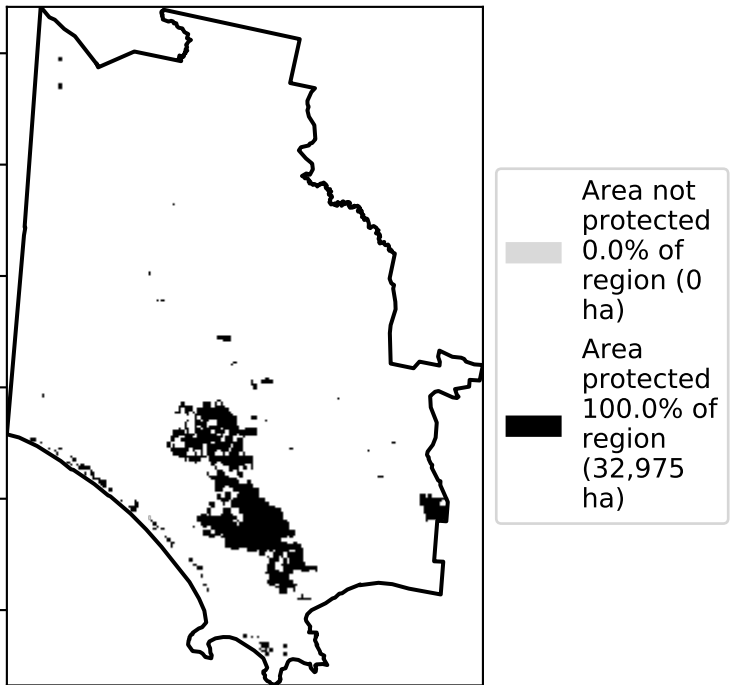 Area not
protected
0.0% of
region (0
ha)
Area
protected
100.0% of
region
(32,975
ha)